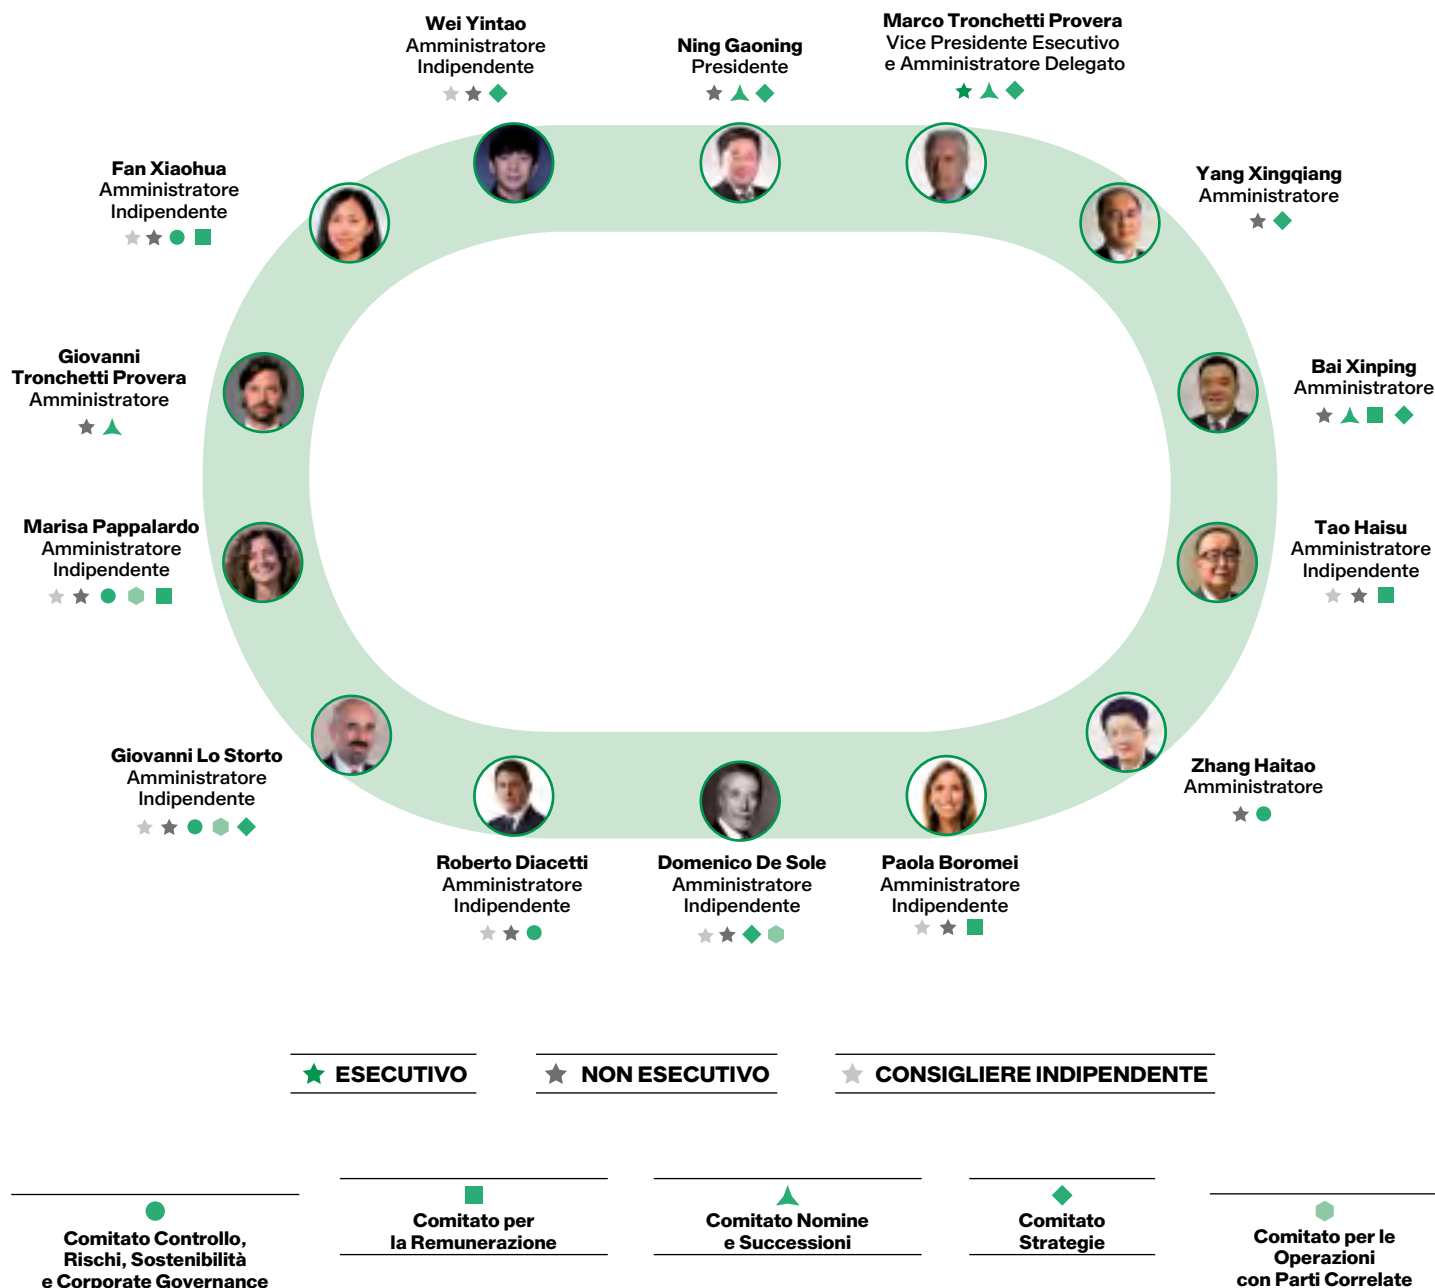 Wei Yintao
Amministratore
Indipendente
Ning Gaoning
Presidente
Marco Tronchetti Provera
Vice Presidente Esecutivo
e Amministratore Delegato
Fan Xiaohua
Amministratore
Indipendente
Yang Xingqiang
Amministratore
Giovanni
Tronchetti Provera
Amministratore
Bai Xinping
Amministratore
Marisa Pappalardo
Amministratore
Indipendente
Tao Haisu
Amministratore
Indipendente
Giovanni Lo Storto
Amministratore
Indipendente
Zhang Haitao
Amministratore
Roberto Diacetti
Amministratore
Indipendente
Domenico De Sole
Amministratore
Indipendente
Paola Boromei
Amministratore
Indipendente
ESECUTIVO
NON ESECUTIVO
CONSIGLIERE INDIPENDENTE
Comitato Controllo,
Rischi, Sostenibilità
e Corporate Governance
Comitato per
la Remunerazione
Comitato Nomine
e Successioni
Comitato
Strategie
Comitato per le
Operazioni
con Parti Correlate